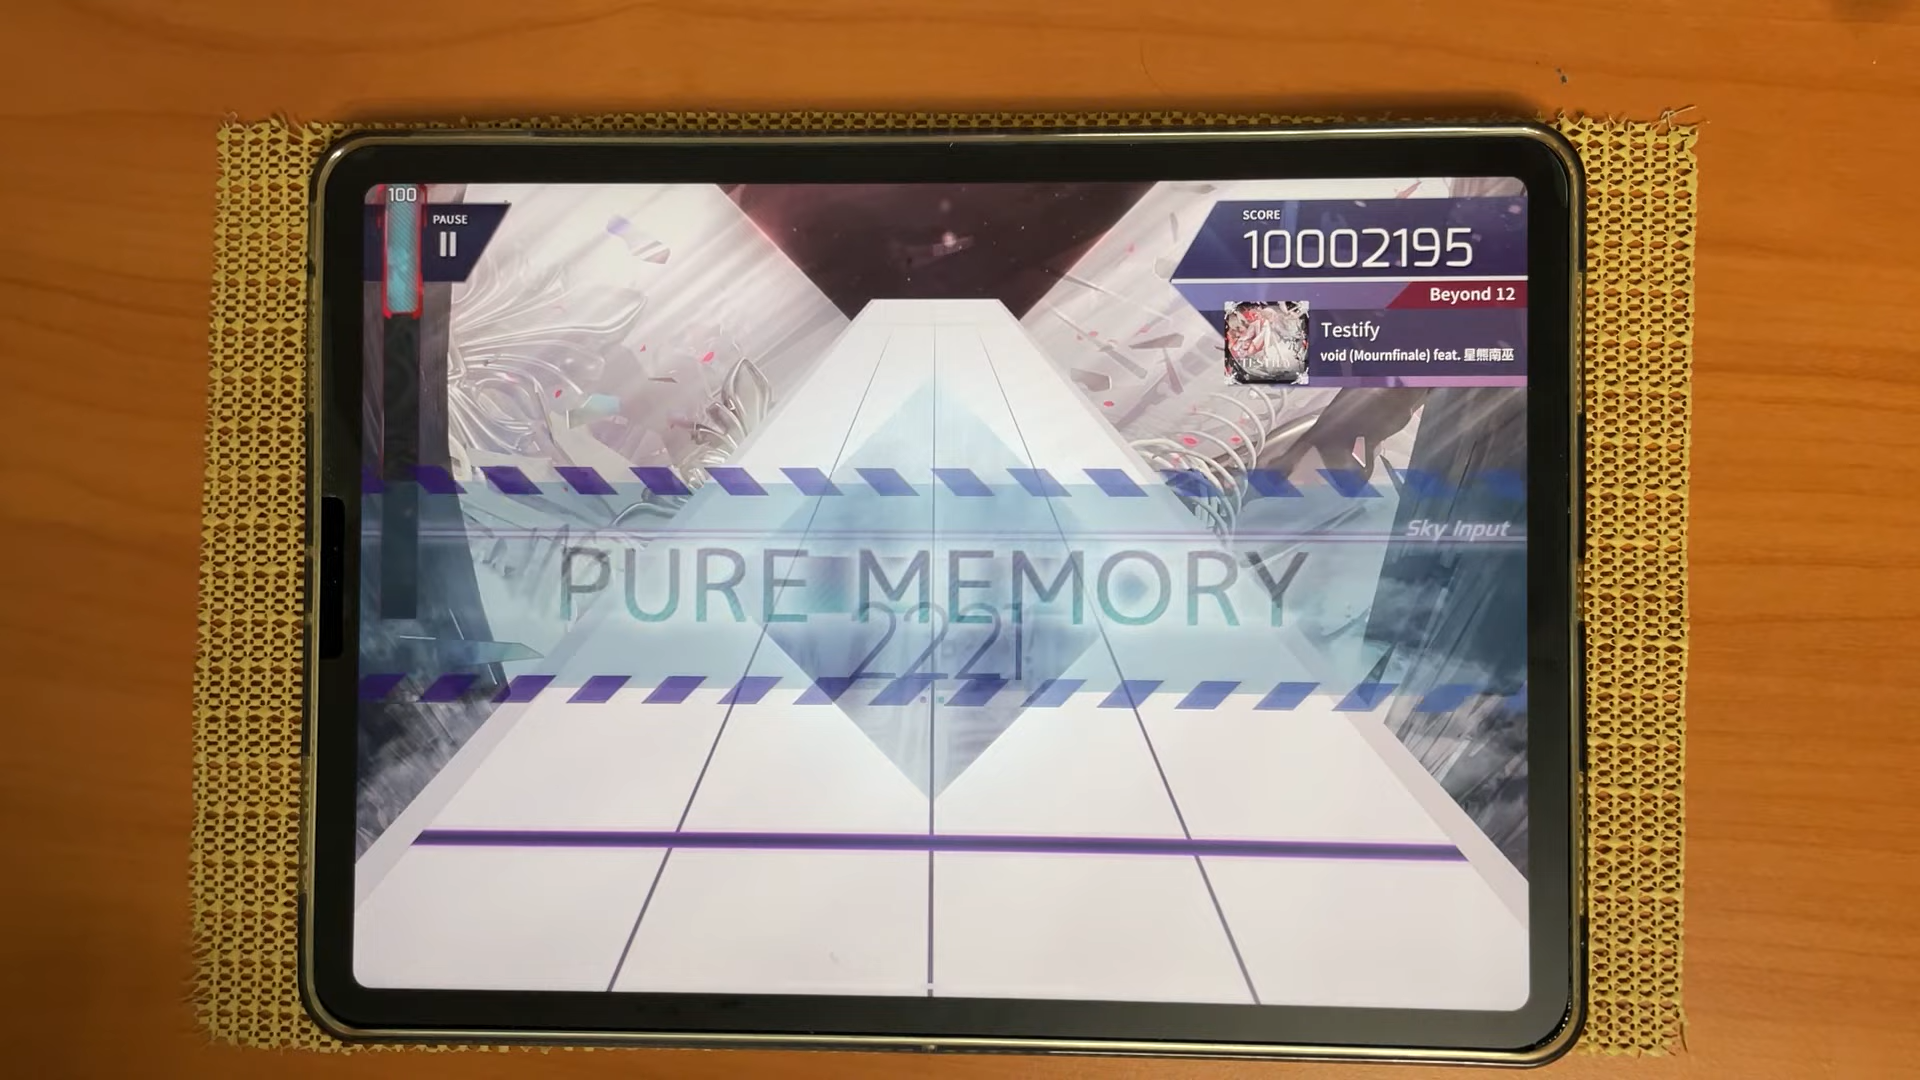 100
PAUSE
SCORE
10002195
Beyond 12
Testify
void (Mournfinale) feat. 星熊南巫
TESTIFY
Sky Input
PURE MEMORY
2221